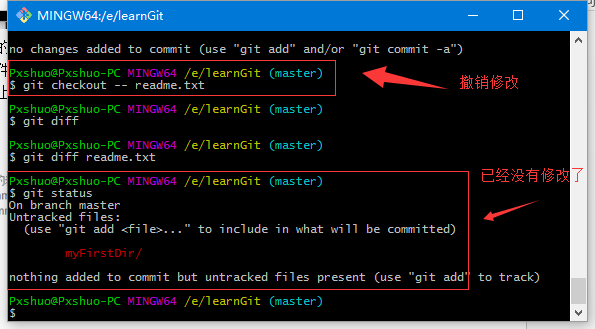 MINGW64:/e/learnGit
no changes added to commit (use "git add" and/or "git commit -a")
Pxshuo@Pxshuo-PC MINGW64 /e/learnGit (master)
$ git checkout -- readme.txt
撤销修改
Pxshuo@Pxshuo-PC MINGW64 /e/learnGit (master)
$ git diff
Pxshuo@Pxshuo-PC MINGW64 /e/learnGit (master)
$ git diff readme.txt
已经没有修改了
Pxshuo@Pxshuo-PC MINGW64 /e/learnGit (master)
$ git status
On branch master
Untracked files:
(use "git add <file>..." to include in what will be committed)
myFirstDir/
nothing added to commit but untracked files present (use "git add" to track)
Pxshuo@Pxshuo-PC MINGW64 /e/learnGit (master)
$